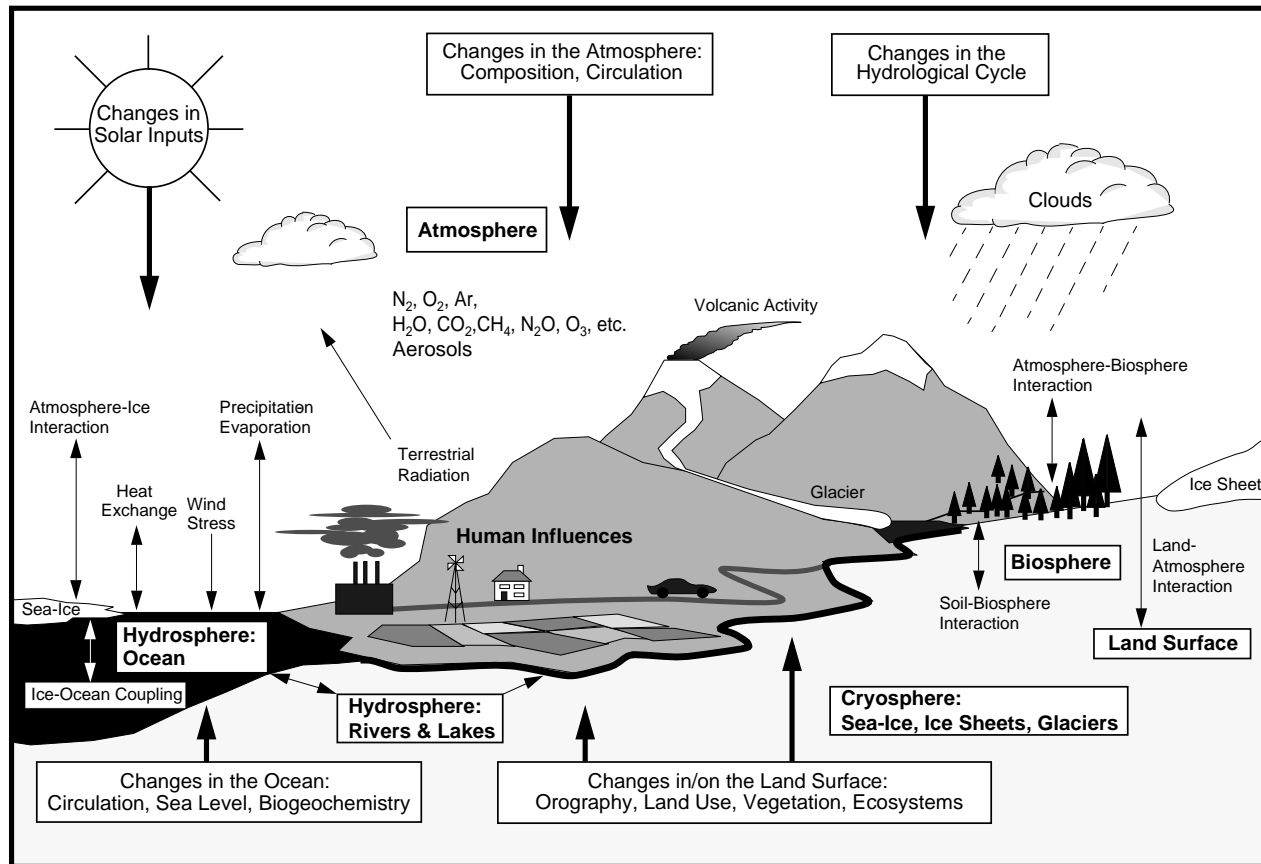 Changes in the Atmosphere:
Composition, Circulation
Changes in the
Hydrological Cycle
Changes in
Solar Inputs
Clouds
Atmosphere
N₂, O₂, Ar,
H₂O, CO₂,CH₄, N₂O, O₃, etc.
Aerosols
Volcanic Activity
Atmosphere-Biosphere
Interaction
Atmosphere-Ice
Interaction
Precipitation
Evaporation
Terrestrial
Radiation
Heat
Exchange
Wind
Stress
Glacier
Ice Sheet
Human Influences
Biosphere
Land-
Atmosphere
Interaction
Soil-Biosphere
Interaction
Sea-Ice
Hydrosphere:
Ocean
Land Surface
Ice-Ocean Coupling
Hydrosphere:
Rivers & Lakes
Cryosphere:
Sea-Ice, Ice Sheets, Glaciers
Changes in the Ocean:
Circulation, Sea Level, Biogeochemistry
Changes in/on the Land Surface:
Orography, Land Use, Vegetation, Ecosystems